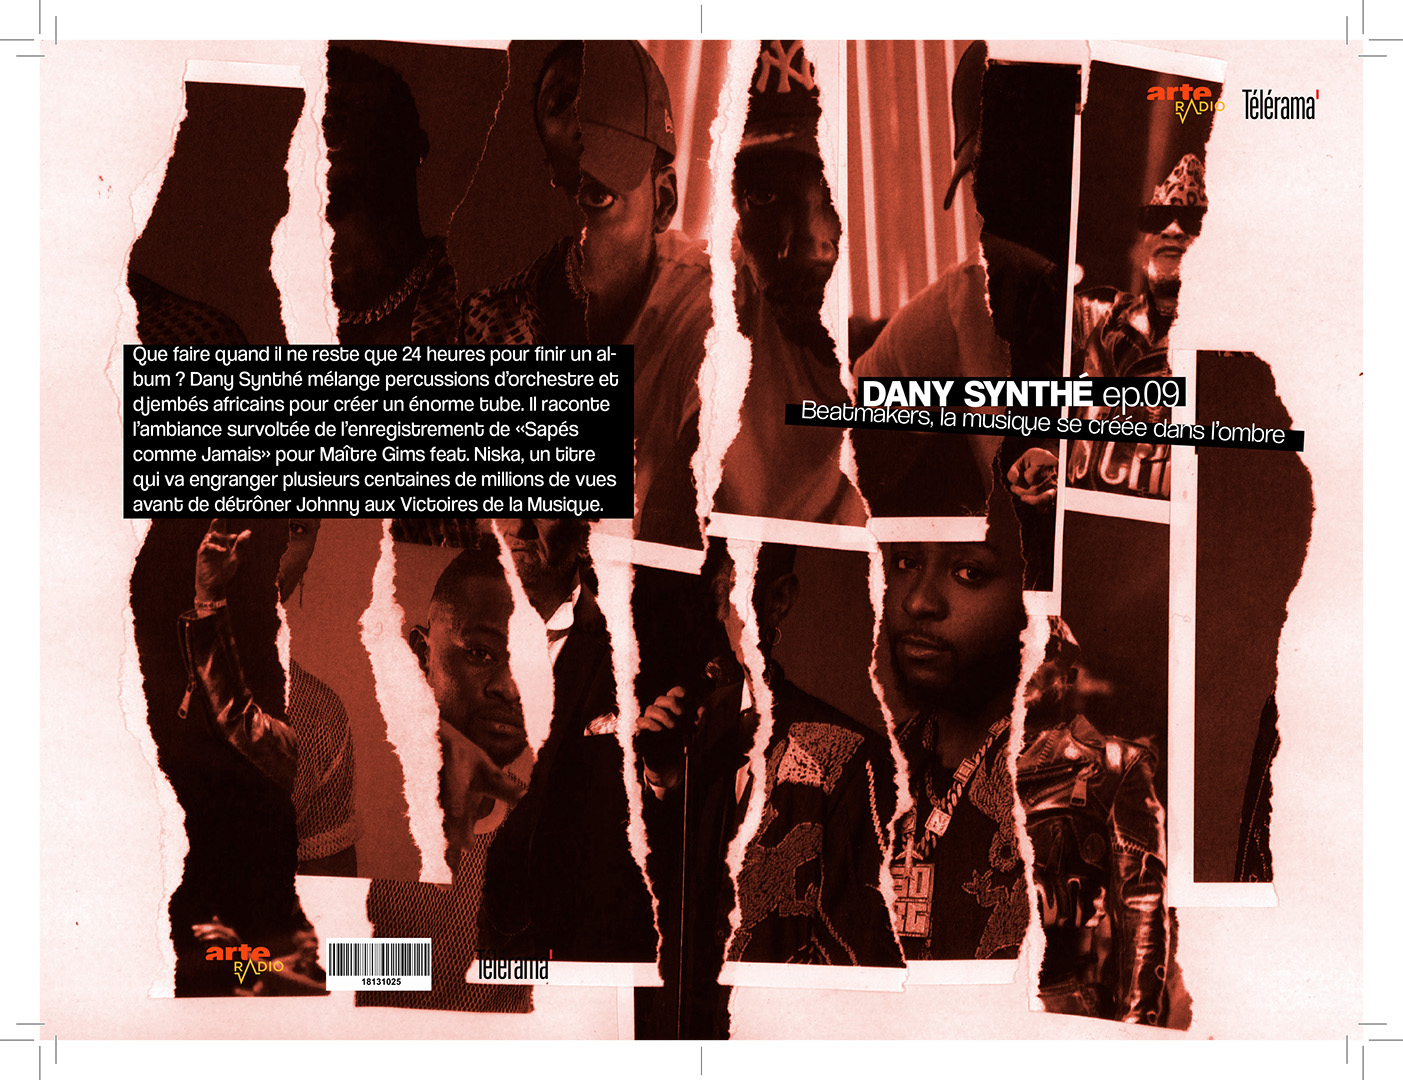 Que faire quand il ne reste que 24 heures pour finir un al-
bum ? Dany Synthé mélange percussions d'orchestre et
djembés africains pour créer un énorme tube. Il raconte
l'ambiance survoltée de l'enregistrement de «Sapés
comme Jamais» pour Maître Gims feat. Niska, un titre
qui va engranger plusieurs centaines de millions de vues
avant de détrôner Johnny aux Victoires de la Musique.
arte
RADIO
18131025
Télérama'
arte
RADIO
Télérama'
NY
DANY SYNTHÉ ep.09
Beatmakers, la musique se créée dans l'ombre